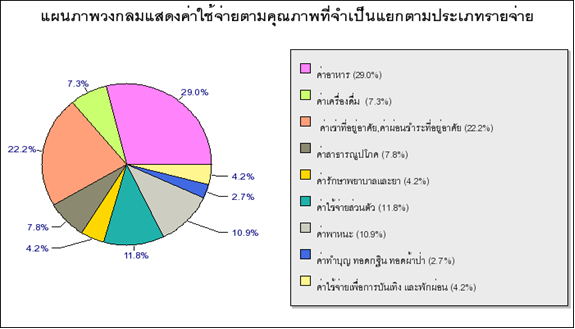 แผนภาพวงกลมแสดงค่าใช้จ่ายตามคุณภาพที่จำเป็นแยกตามประเภทรายจ่าย
7.3%
29.0%
22.2%
4.2%
2.7%
7.8%
10.9%
4.2%
11.8%
ค่าอาหาร (29.0%)
ค่าเครื่องดื่ม (7.3%)
ค่าเช่าที่อยู่อาศัย,ค่าผ่อนชำระที่อยู่อาศัย (22.2%)
ค่าสาธารณูปโภค (7.8%)
ค่ารักษาพยาบาลและยา (4.2%)
ค่าใช้จ่ายส่วนตัว (11.8%)
ค่าพาหนะ (10.9%)
ค่าทำบุญ ทอดกฐิน ทอดผ้าป่า (2.7%)
ค่าใช้จ่ายเพื่อการบันเทิง และพักผ่อน (4.2%)